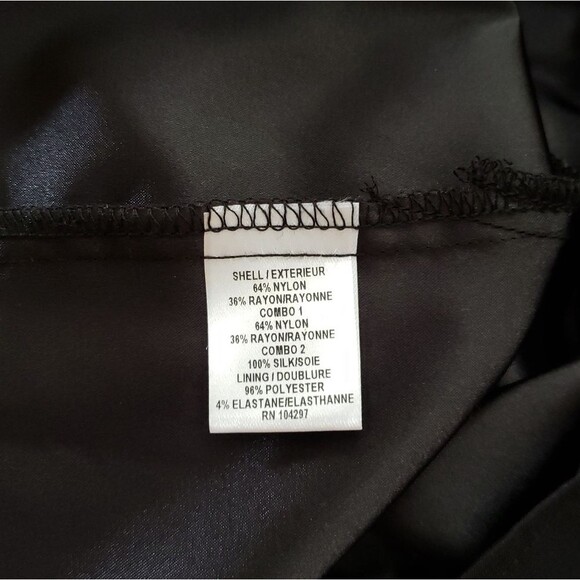 SHELL / EXTERIEUR
64% NYLON
36% RAYON/RAYONNE
COMBO 1
64% NYLON
36% RAYON/RAYONNE
COMBO 2
100% SILK/SOIE
LINING / DOUBLURE
96% POLYESTER
4% ELASTANE/ELASTHANNE
RN 104297